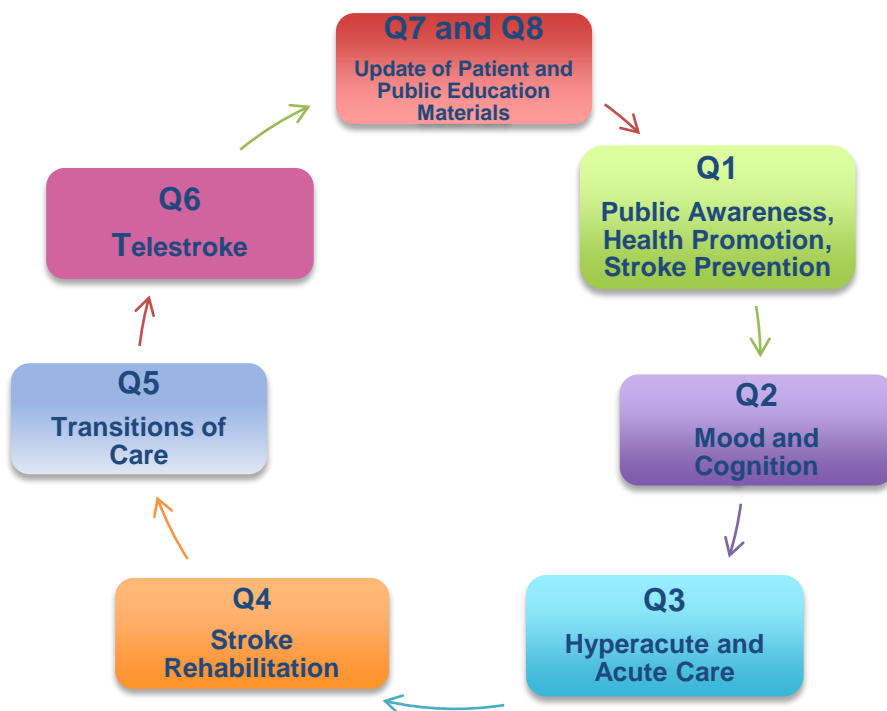 Q7 and Q8
Update of Patient and
Public Education
Materials
Q1
Public Awareness,
Health Promotion,
Stroke Prevention
Q2
Mood and
Cognition
Q3
Hyperacute and
Acute Care
Q4
Stroke
Rehabilitation
Q5
Transitions of
Care
Q6
Telestroke